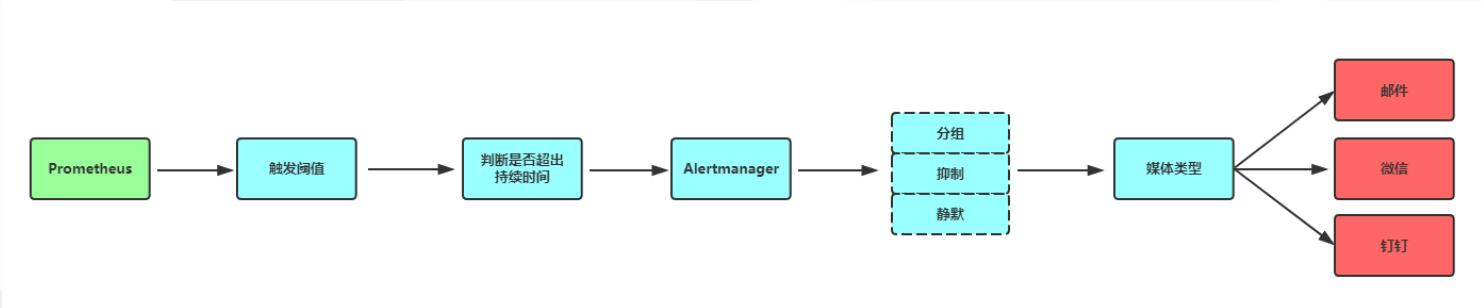 Prometheus
触发阈值
判断是否超出
持续时间
Alertmanager
分组
抑制
静默
媒体类型
邮件
微信
钉钉